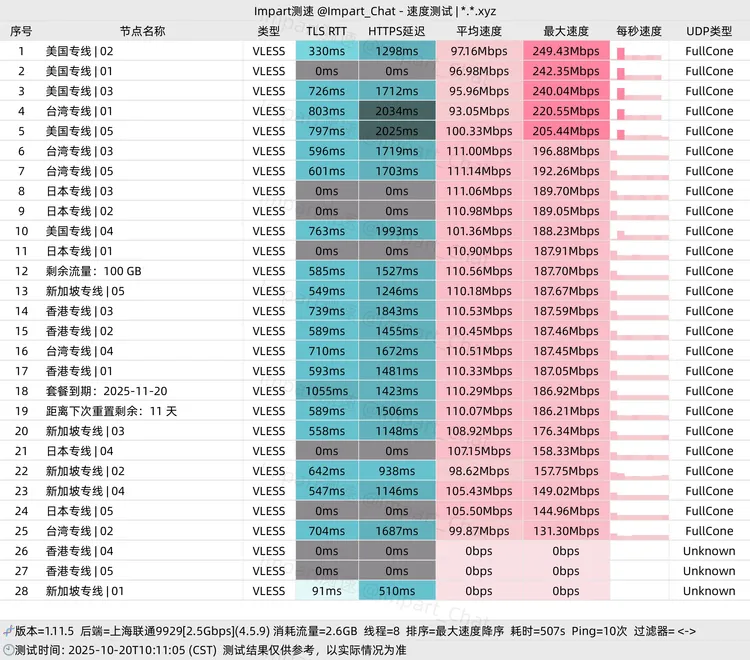 Impart测速 @Impart_Chat - 速度测试 | *.*.xyz
序号 节点名称 类型 TLS RTT HTTPS延迟 平均速度 最大速度 每秒速度 UDP类型
1 美国专线 | 02 VLESS 330ms 1298ms 97.16Mbps 249.43Mbps FullCone
2 美国专线 | 01 VLESS 0ms 0ms 96.98Mbps 242.35Mbps FullCone
3 美国专线 | 03 VLESS 726ms 1712ms 95.96Mbps 240.04Mbps FullCone
4 台湾专线 | 01 VLESS 803ms 2034ms 93.05Mbps 220.55Mbps FullCone
5 美国专线 | 05 VLESS 797ms 2025ms 100.33Mbps 205.44Mbps FullCone
6 台湾专线 | 03 VLESS 596ms 1719ms 111.00Mbps 196.88Mbps FullCone
7 台湾专线 | 05 VLESS 601ms 1703ms 111.14Mbps 192.26Mbps FullCone
8 日本专线 | 03 VLESS 0ms 0ms 111.06Mbps 189.70Mbps FullCone
9 日本专线 | 02 VLESS 0ms 0ms 110.98Mbps 189.05Mbps FullCone
10 美国专线 | 04 VLESS 763ms 1993ms 101.36Mbps 188.23Mbps FullCone
11 日本专线 | 01 VLESS 0ms 0ms 110.90Mbps 187.91Mbps FullCone
12 剩余流量：100 GB VLESS 585ms 1527ms 110.56Mbps 187.70Mbps FullCone
13 新加坡专线 | 05 VLESS 549ms 1246ms 110.18Mbps 187.67Mbps FullCone
14 香港专线 | 03 VLESS 739ms 1843ms 110.53Mbps 187.59Mbps FullCone
15 香港专线 | 02 VLESS 589ms 1455ms 110.45Mbps 187.46Mbps FullCone
16 台湾专线 | 04 VLESS 710ms 1672ms 110.51Mbps 187.45Mbps FullCone
17 香港专线 | 01 VLESS 593ms 1481ms 110.33Mbps 187.05Mbps FullCone
18 套餐到期：2025-11-20 VLESS 1055ms 1423ms 110.29Mbps 186.92Mbps FullCone
19 距离下次重置剩余：11 天 VLESS 589ms 1506ms 110.07Mbps 186.21Mbps FullCone
20 新加坡专线 | 03 VLESS 558ms 1148ms 108.92Mbps 176.34Mbps FullCone
21 日本专线 | 04 VLESS 0ms 0ms 107.15Mbps 158.33Mbps FullCone
22 新加坡专线 | 02 VLESS 642ms 938ms 98.62Mbps 157.75Mbps FullCone
23 新加坡专线 | 04 VLESS 547ms 1146ms 105.43Mbps 149.02Mbps FullCone
24 日本专线 | 05 VLESS 0ms 0ms 105.50Mbps 144.96Mbps FullCone
25 台湾专线 | 02 VLESS 704ms 1687ms 99.87Mbps 131.30Mbps FullCone
26 香港专线 | 04 VLESS 0ms 0ms 0bps 0bps Unknown
27 香港专线 | 05 VLESS 0ms 0ms 0bps 0bps Unknown
28 新加坡专线 | 01 VLESS 91ms 510ms 0bps 0bps Unknown
版本=1.11.5 后端=上海联通9929[2.5Gbps](4.5.9) 消耗流量=2.6GB 线程=8 排序=最大速度降序 耗时=507s Ping=10次 过滤器= <->
测试时间：2025-10-20T10:11:05 (CST) 测试结果仅供参考，以实际情况为准